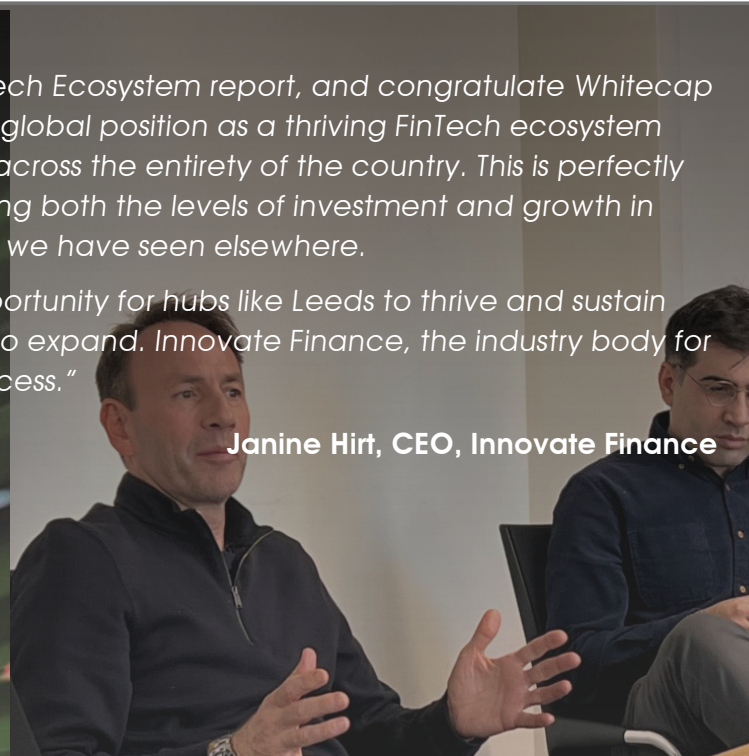 ech Ecosystem report, and congratulate Whitecap
global position as a thriving FinTech ecosystem
across the entirety of the country. This is perfectly
ng both the levels of investment and growth in
we have seen elsewhere.
portunity for hubs like Leeds to thrive and sustain
o expand. Innovate Finance, the industry body for
cess.”
Janine Hirt, CEO, Innovate Finance